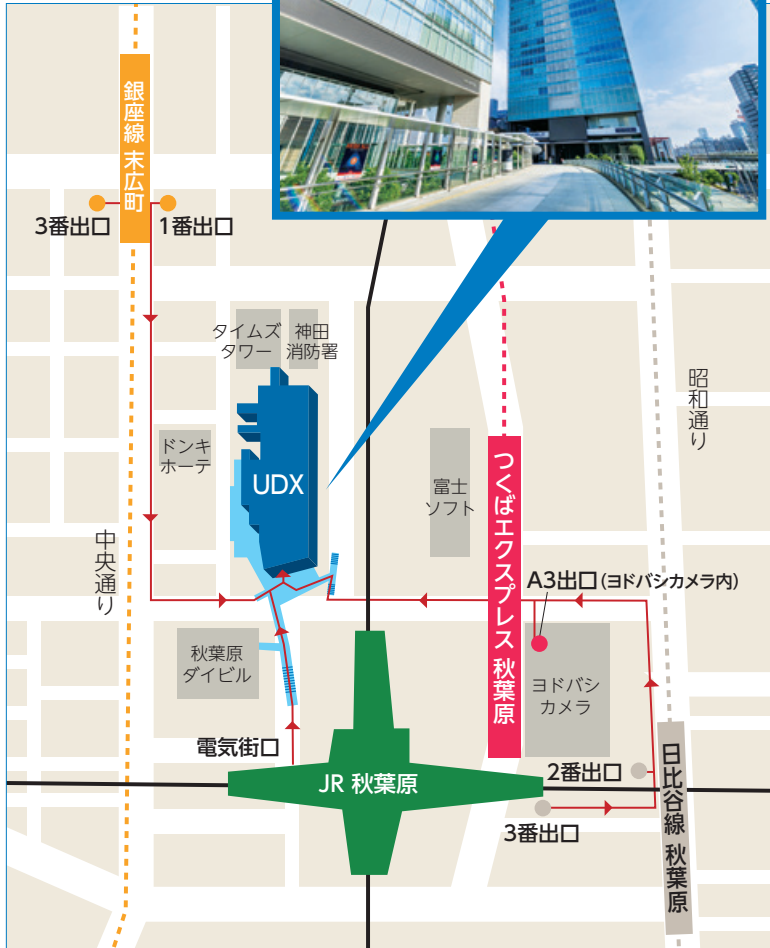 銀座線 末広町
3番出口
1番出口
タイムズ
タワー
神田
消防署
昭和通り
ドンキ
ホーテ
UDX
富士
ソフト
つくばエクスプレス 秋葉原
中央通り
A3出口(ヨドバシカメラ内)
秋葉原
ダイビル
ヨドバシ
カメラ
電気街口
JR 秋葉原
2番出口
3番出口
日比谷線 秋葉原